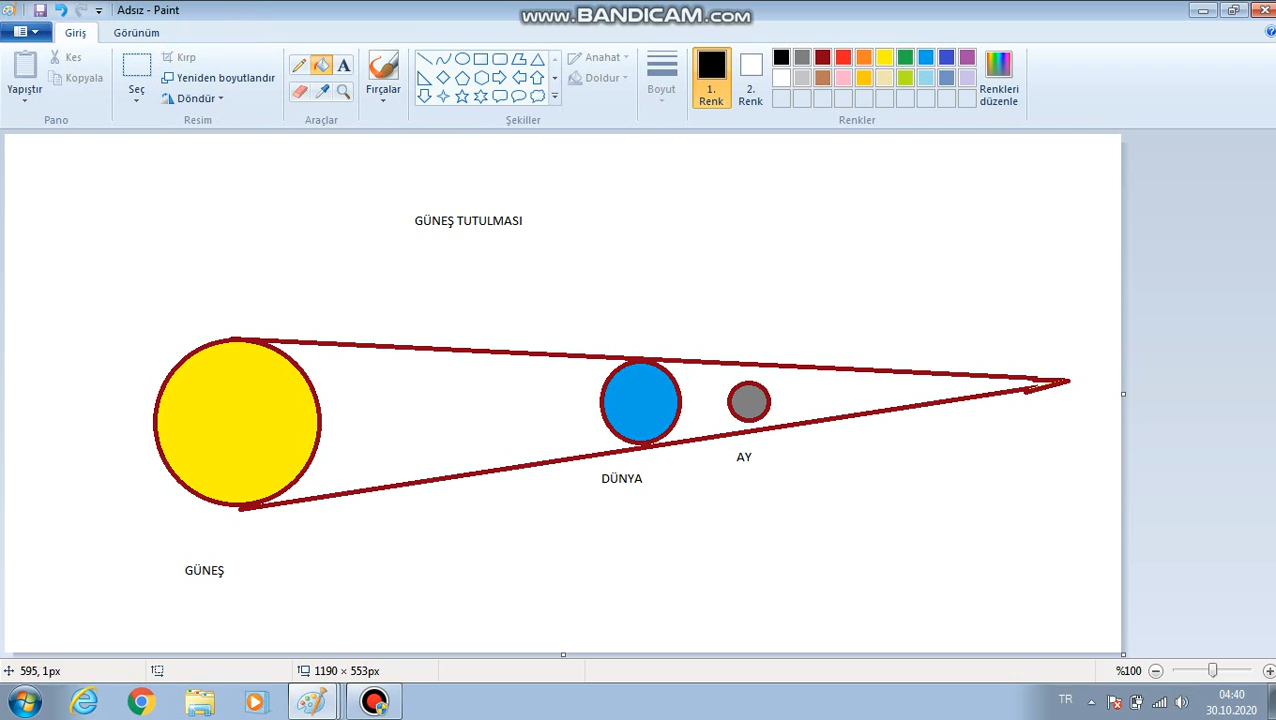 Adsız - Paint
www.BANDICAM.com
Giriş
Görünüm
Yapıştır
Kes
Kopyala
Pano
Seç
Kırp
Yeniden boyutlandır
Döndür
Resim
A
Araçlar
Fırçalar
Anahat
Doldur
Şekiller
Boyut
1.
Renk
2.
Renk
Renkleri
düzenle
Renkler
GÜNEŞ TUTULMASI
AY
DÜNYA
GÜNEŞ
595, 1px
1190 × 553px
%100
TR
04:40
30.10.2020